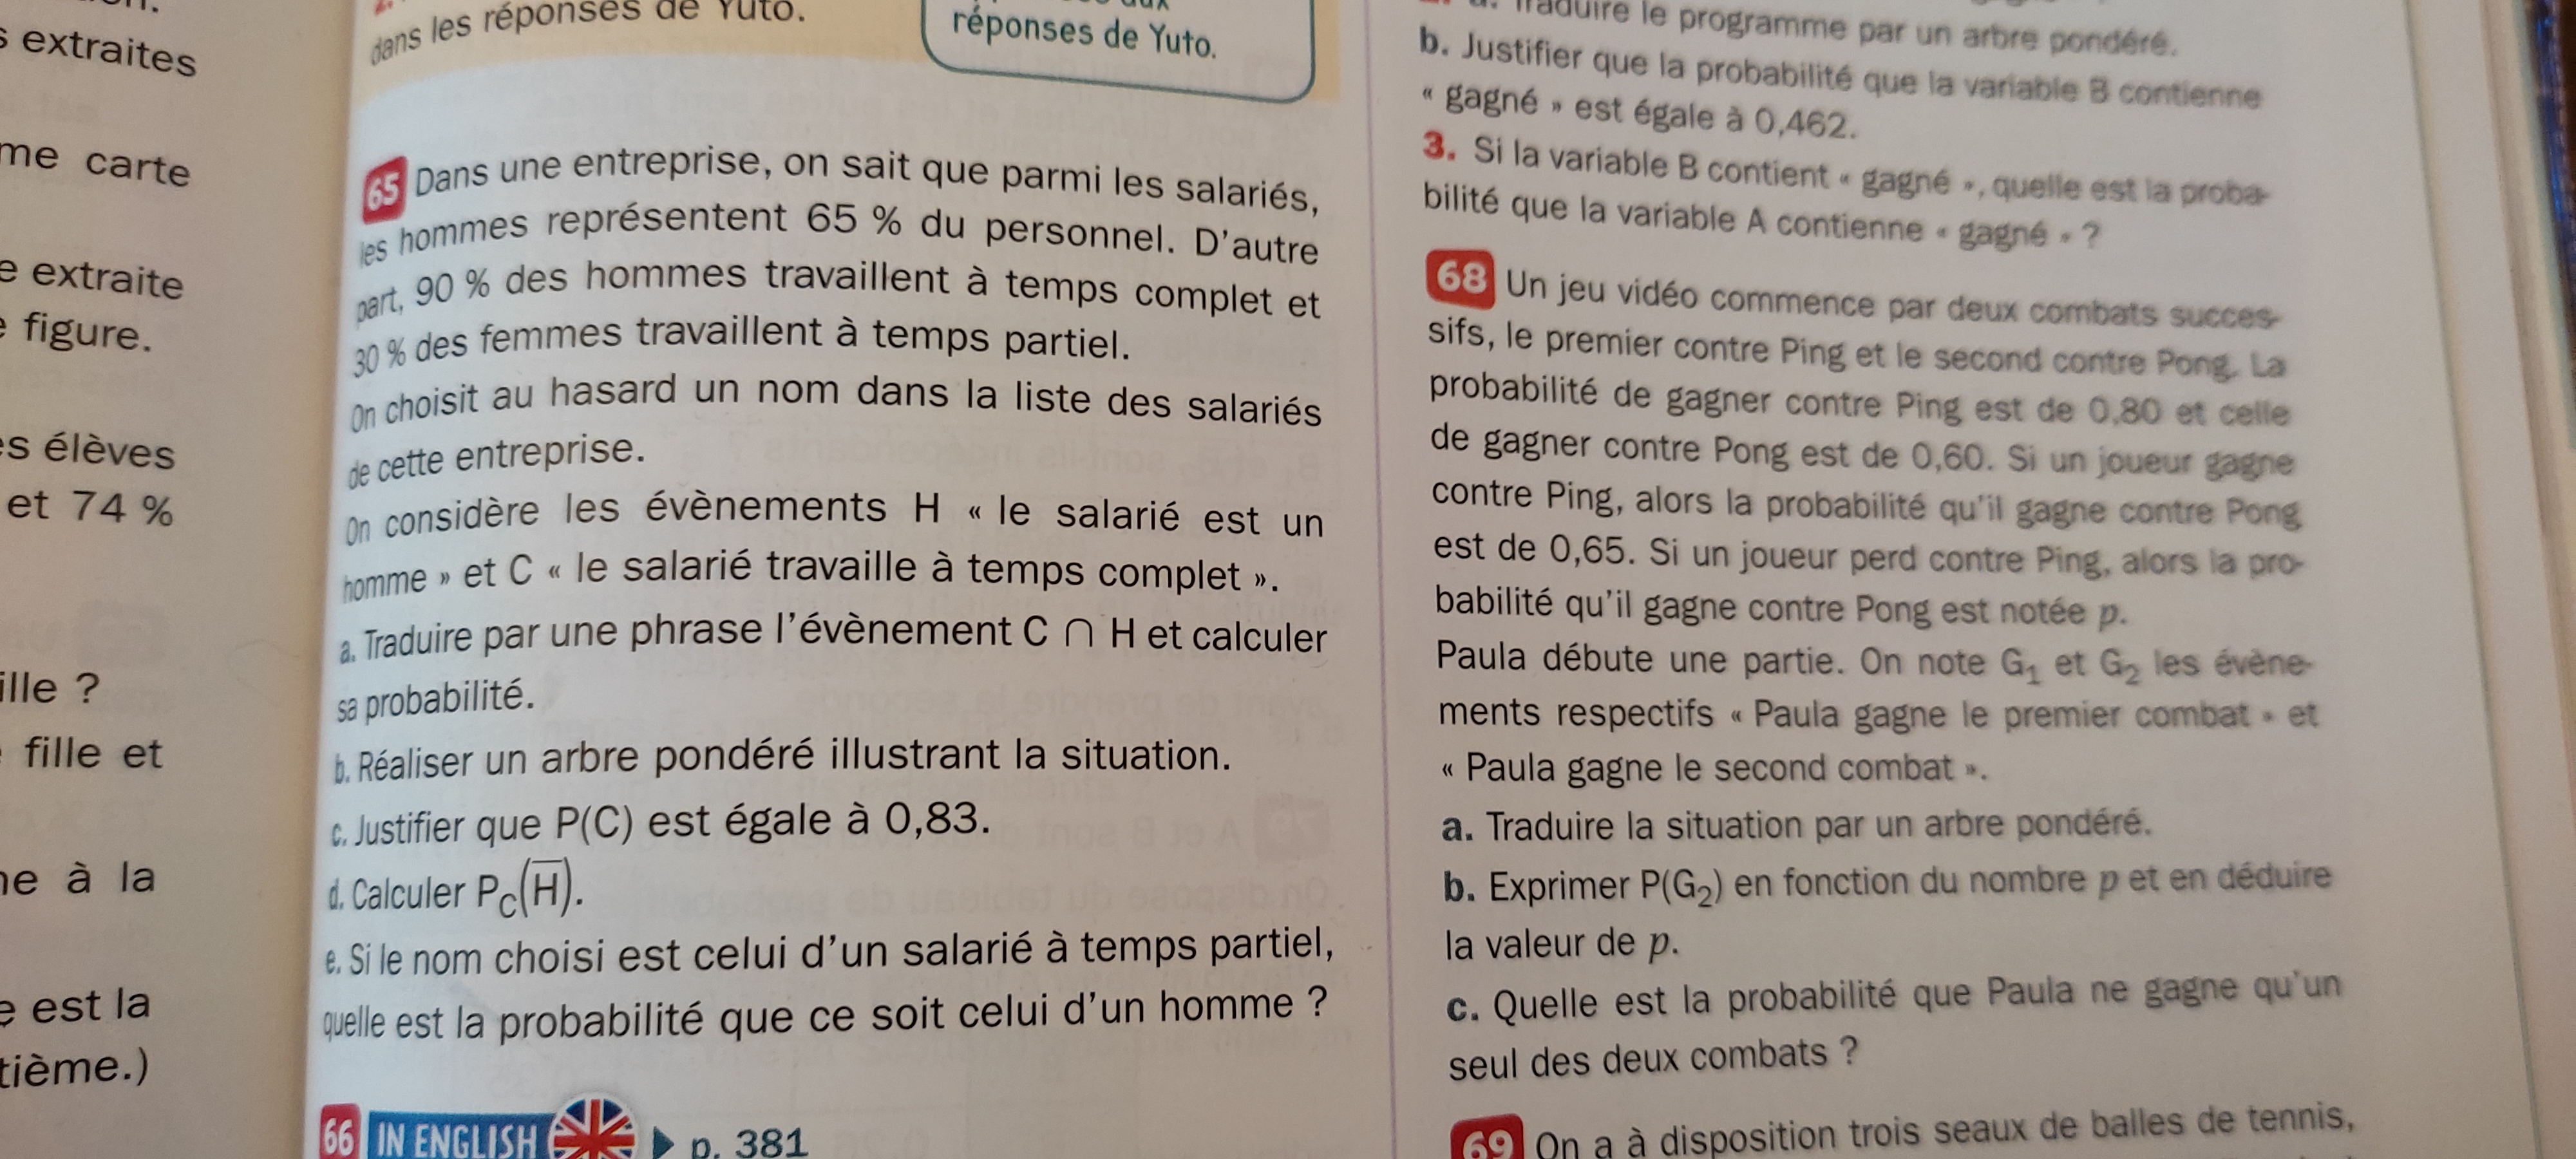 s extraites
me carte
e extraite
figure.
es élèves
et 74 %
ille ?
fille et
ne à la
e est la
tième.)
dans les réponses de Yuto.
réponses de Yuto.
65 Dans une entreprise, on sait que parmi les salariés,
les hommes représentent 65 % du personnel. D'autre
part, 90 % des hommes travaillent à temps complet et
30 % des femmes travaillent à temps partiel.
On choisit au hasard un nom dans la liste des salariés
de cette entreprise.
On considère les évènements H « le salarié est un
homme » et C « le salarié travaille à temps complet ».
a. Traduire par une phrase l'évènement C ∩ H et calculer
sa probabilité.
b. Réaliser un arbre pondéré illustrant la situation.
c. Justifier que P(C) est égale à 0,83.
d. Calculer P_C(H̅).
e. Si le nom choisi est celui d'un salarié à temps partiel,
quelle est la probabilité que ce soit celui d'un homme ?
66 IN ENGLISH ▶ p. 381
a. Traduire le programme par un arbre pondéré.
b. Justifier que la probabilité que la variable B contienne
« gagné » est égale à 0,462.
3. Si la variable B contient « gagné », quelle est la proba-
bilité que la variable A contienne « gagné » ?
68 Un jeu vidéo commence par deux combats succes-
sifs, le premier contre Ping et le second contre Pong. La
probabilité de gagner contre Ping est de 0,80 et celle
de gagner contre Pong est de 0,60. Si un joueur gagne
contre Ping, alors la probabilité qu'il gagne contre Pong
est de 0,65. Si un joueur perd contre Ping, alors la pro-
babilité qu'il gagne contre Pong est notée p.
Paula débute une partie. On note G₁ et G₂ les évène-
ments respectifs « Paula gagne le premier combat » et
« Paula gagne le second combat ».
a. Traduire la situation par un arbre pondéré.
b. Exprimer P(G₂) en fonction du nombre p et en déduire
la valeur de p.
c. Quelle est la probabilité que Paula ne gagne qu'un
seul des deux combats ?
69 On a à disposition trois seaux de balles de tennis,